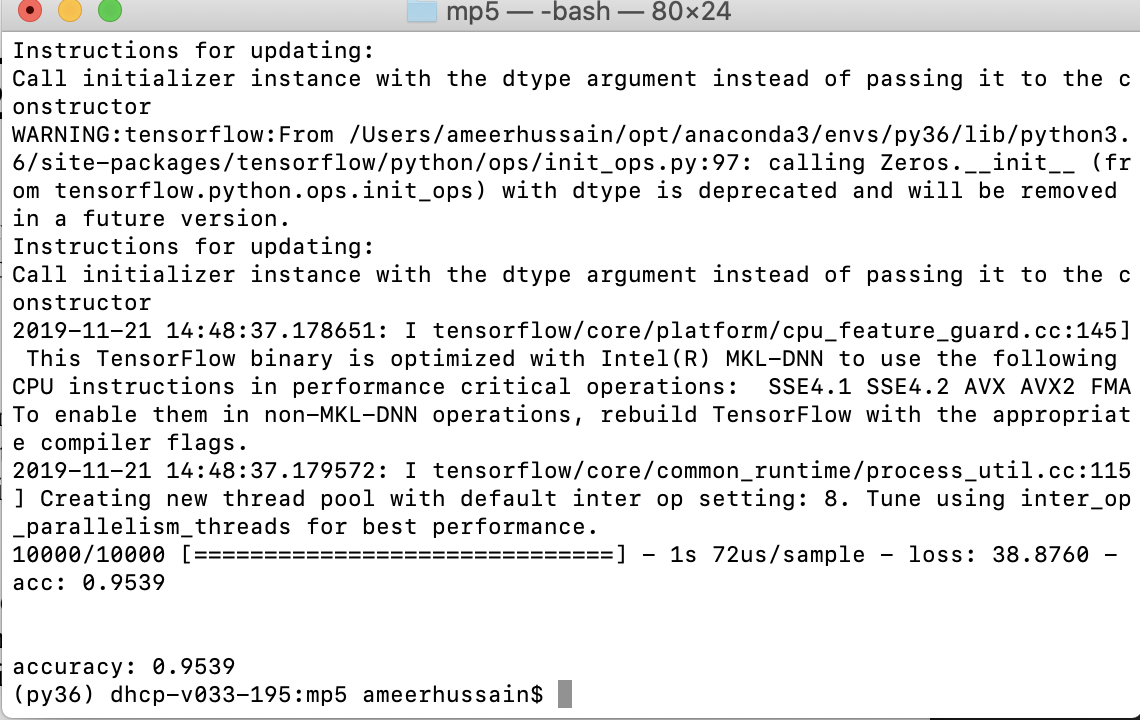 mp5 — -bash — 80×24
Instructions for updating:
Call initializer instance with the dtype argument instead of passing it to the c
onstructor
WARNING:tensorflow:From /Users/ameerhussain/opt/anaconda3/envs/py36/lib/python3.
6/site-packages/tensorflow/python/ops/init_ops.py:97: calling Zeros.__init__ (fr
om tensorflow.python.ops.init_ops) with dtype is deprecated and will be removed
in a future version.
Instructions for updating:
Call initializer instance with the dtype argument instead of passing it to the c
onstructor
2019-11-21 14:48:37.178651: I tensorflow/core/platform/cpu_feature_guard.cc:145]
 This TensorFlow binary is optimized with Intel(R) MKL-DNN to use the following
CPU instructions in performance critical operations:  SSE4.1 SSE4.2 AVX AVX2 FMA
To enable them in non-MKL-DNN operations, rebuild TensorFlow with the appropriat
e compiler flags.
2019-11-21 14:48:37.179572: I tensorflow/core/common_runtime/process_util.cc:115
] Creating new thread pool with default inter op setting: 8. Tune using inter_op
_parallelism_threads for best performance.
10000/10000 [==============================] - 1s 72us/sample - loss: 38.8760 -
acc: 0.9539
accuracy: 0.9539
(py36) dhcp-v033-195:mp5 ameerhussain$